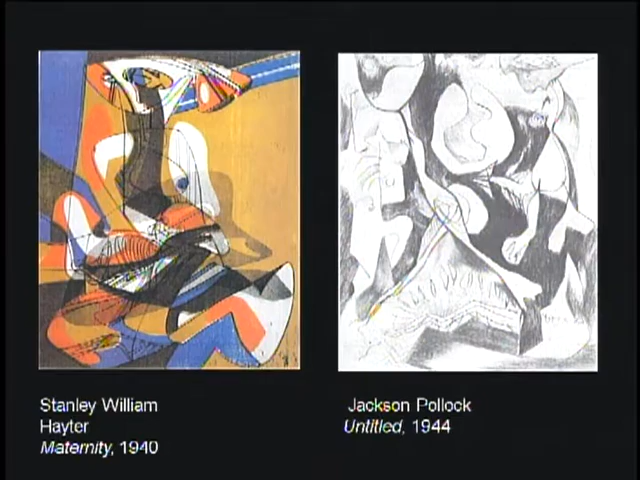 Stanley William
Hayter
Maternity, 1940
Jackson Pollock
Untitled, 1944